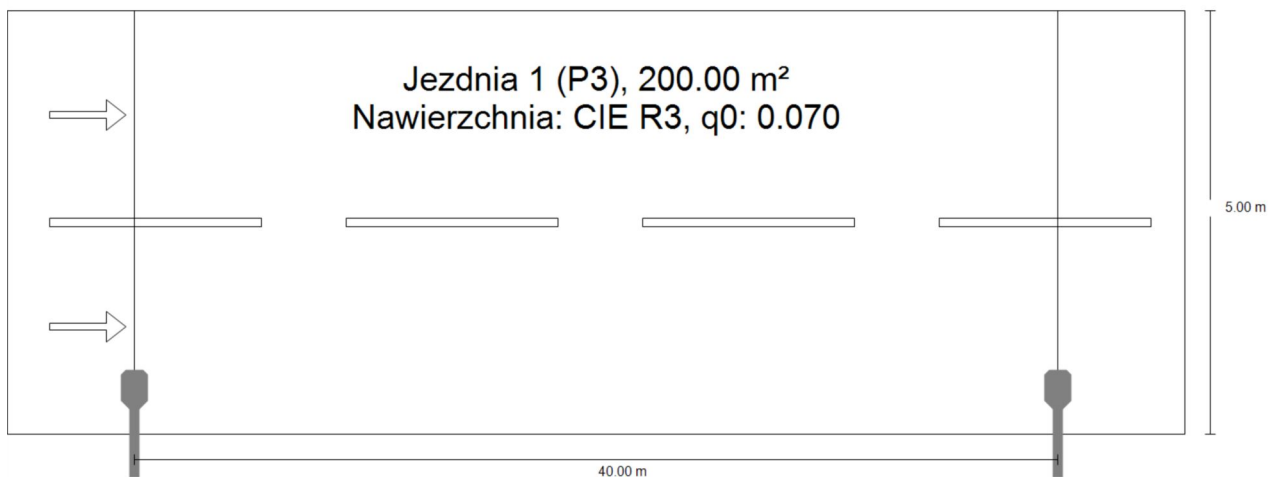 Jezdnia 1 (P3), 200.00 m²
Nawierzchnia: CIE R3, q0: 0.070
5.00 m
40.00 m